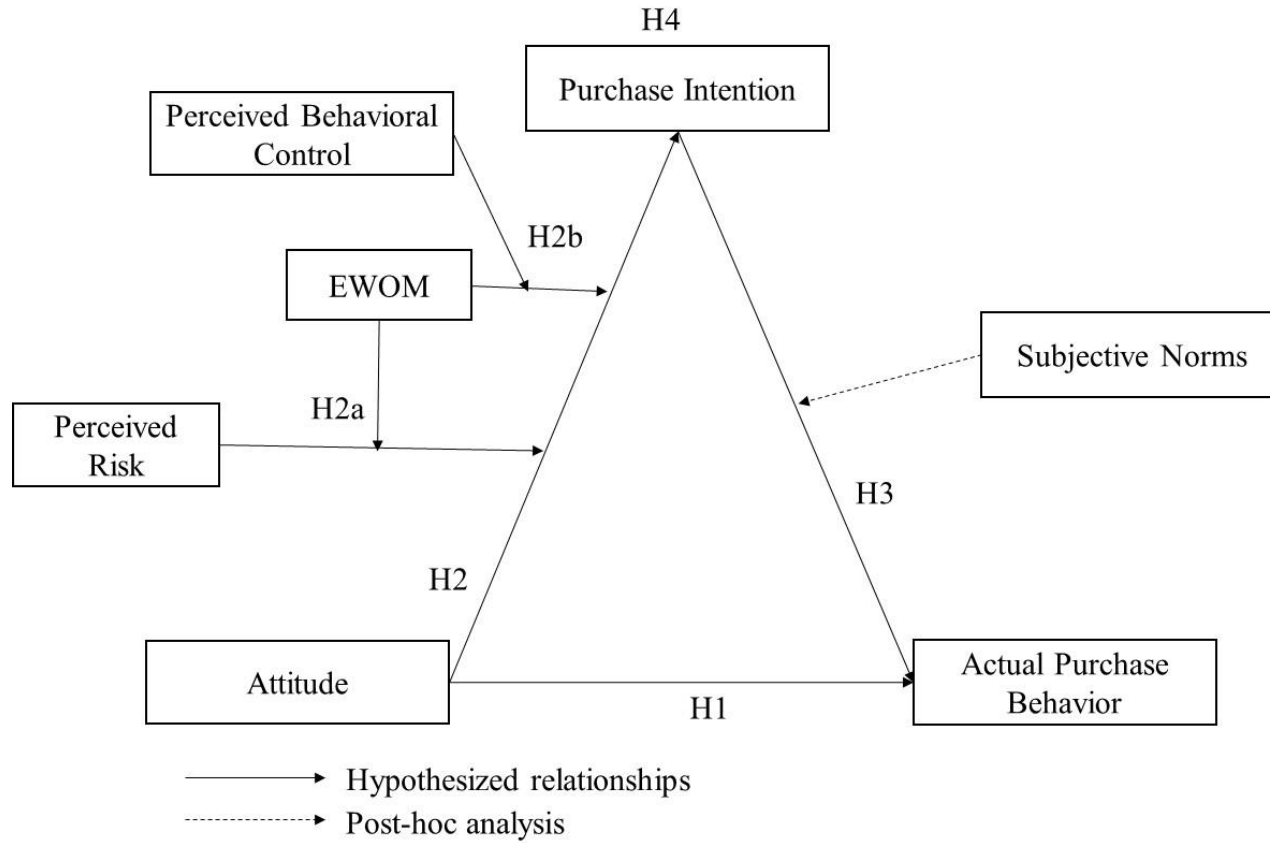 H4
Purchase Intention
Perceived Behavioral
Control
H2b
EWOM
Subjective Norms
H2a
Perceived
Risk
H3
H2
Attitude
Actual Purchase
Behavior
H1
Hypothesized relationships
Post-hoc analysis